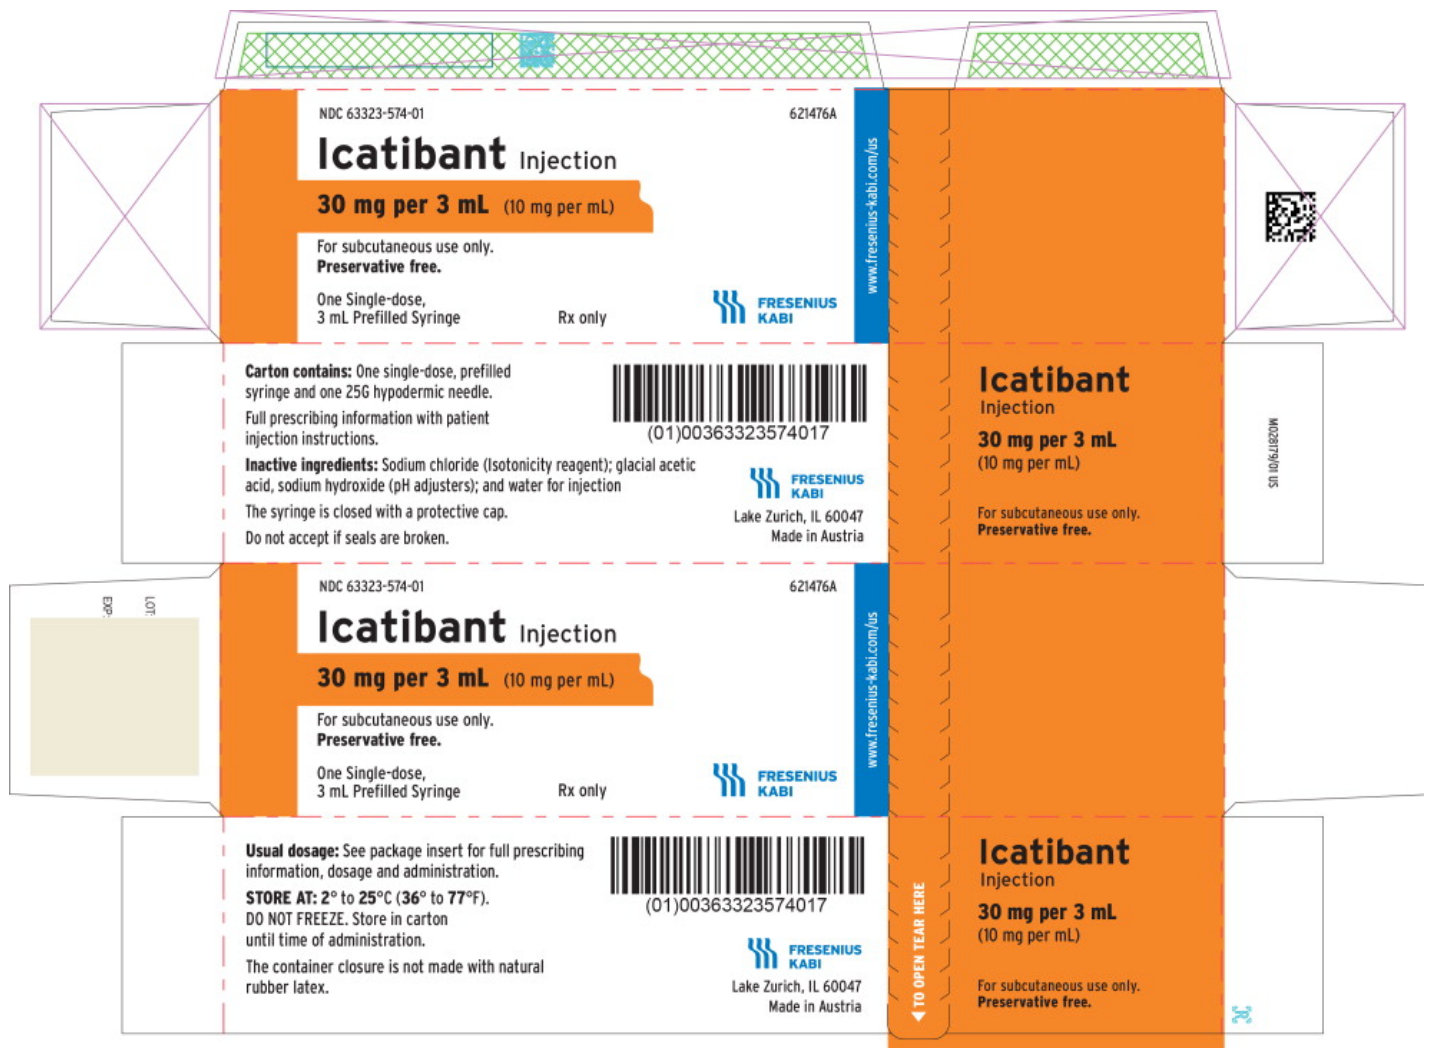 NDC 63323-574-01
621476A
Icatibant Injection
30 mg per 3 mL (10 mg per mL)
For subcutaneous use only.
Preservative free.
One Single-dose,
3 mL Prefilled Syringe
Rx only
FRESENIUS
KABI
www.fresenius-kabi.com/us
Carton contains: One single-dose, prefilled
syringe and one 25G hypodermic needle.
Full prescribing information with patient
injection instructions.
Inactive ingredients: Sodium chloride (Isotonicity reagent); glacial acetic
acid, sodium hydroxide (pH adjusters); and water for injection
The syringe is closed with a protective cap.
Do not accept if seals are broken.
(01)00363323574017
FRESENIUS
KABI
Lake Zurich, IL 60047
Made in Austria
Icatibant
Injection
30 mg per 3 mL
(10 mg per mL)
For subcutaneous use only.
Preservative free.
M028179/01 US
LOT:
EXP:
NDC 63323-574-01
621476A
Icatibant Injection
30 mg per 3 mL (10 mg per mL)
For subcutaneous use only.
Preservative free.
One Single-dose,
3 mL Prefilled Syringe
Rx only
FRESENIUS
KABI
www.fresenius-kabi.com/us
Usual dosage: See package insert for full prescribing
information, dosage and administration.
STORE AT: 2° to 25°C (36° to 77°F).
DO NOT FREEZE. Store in carton
until time of administration.
The container closure is not made with natural
rubber latex.
(01)00363323574017
FRESENIUS
KABI
Lake Zurich, IL 60047
Made in Austria
TO OPEN TEAR HERE
Icatibant
Injection
30 mg per 3 mL
(10 mg per mL)
For subcutaneous use only.
Preservative free.